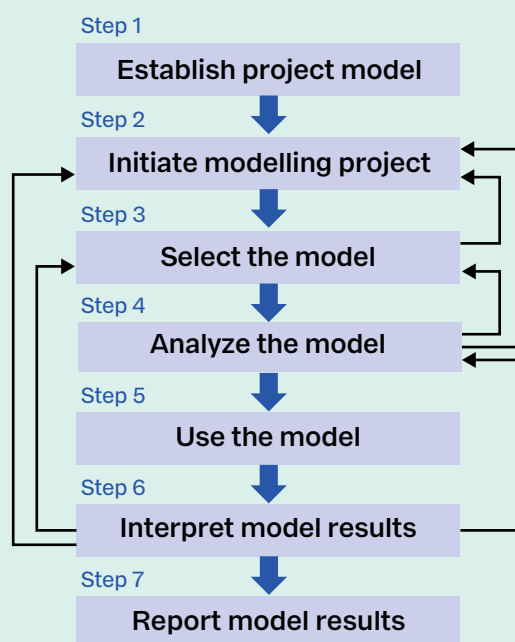 Step 1
Establish project model
Step 2
Initiate modelling project
Step 3
Select the model
Step 4
Analyze the model
Step 5
Use the model
Step 6
Interpret model results
Step 7
Report model results